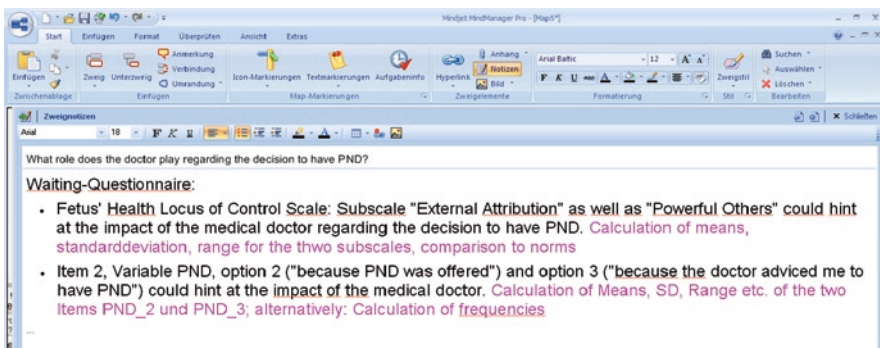 Mindjet MindManager Pro - [Map5*]
Start Einfügen Format Überprüfen Ansicht Extras
Einfügen
Zwischenablage
Zweig Unterzweig
Anmerkung
Verbindung
Umrandung
Einfügen
Icon-Markierungen Textmarkierungen Aufgabeninfo
Map-Markierungen
Hyperlink
Anhang
Notizen
Bild
Zweigelemente
Arial Baltic 12 A A
F K U abc A
Formatierung
Zweigstil
Stil
Suchen
Auswählen
Löschen
Bearbeiten
Zweignotizen Schließen
Arial 18 F K U A
What role does the doctor play regarding the decision to have PND?
Waiting-Questionnaire:
• Fetus' Health Locus of Control Scale: Subscale "External Attribution" as well as "Powerful Others" could hint
at the impact of the medical doctor regarding the decision to have PND. Calculation of means,
standarddeviation, range for the thwo subscales, comparison to norms
• Item 2, Variable PND, option 2 ("because PND was offered") and option 3 ("because the doctor adviced me to
have PND") could hint at the impact of the medical doctor. Calculation of Means, SD, Range etc. of the two
Items PND_2 und PND_3; alternatively: Calculation of frequencies
...